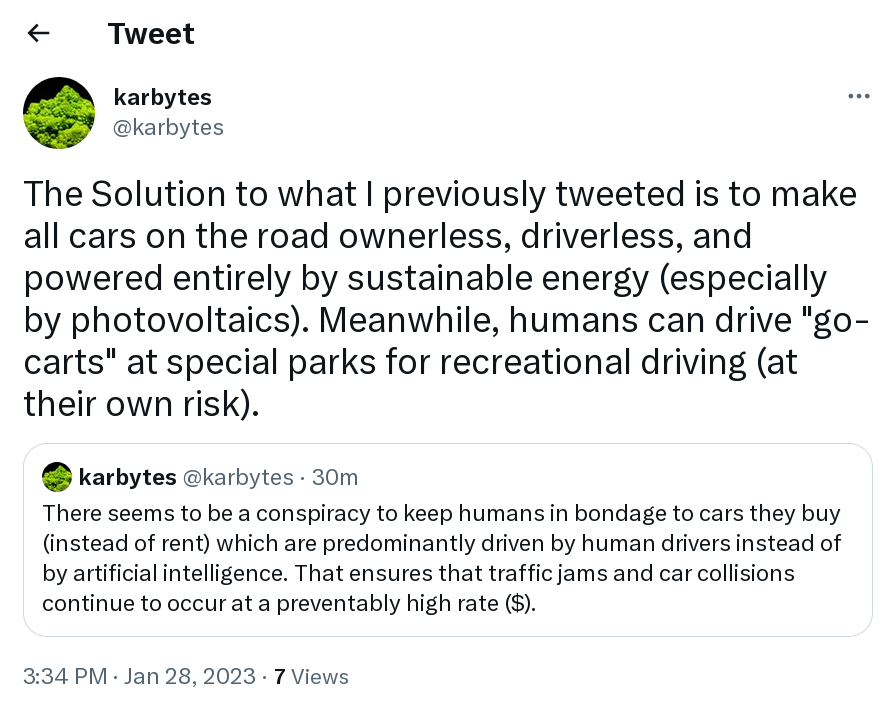 Tweet
karbytes
@karbytes
The Solution to what I previously tweeted is to make
all cars on the road ownerless, driverless, and
powered entirely by sustainable energy (especially
by photovoltaics). Meanwhile, humans can drive "go-
carts" at special parks for recreational driving (at
their own risk).
karbytes @karbytes · 30m
There seems to be a conspiracy to keep humans in bondage to cars they buy
(instead of rent) which are predominantly driven by human drivers instead of
by artificial intelligence. That ensures that traffic jams and car collisions
continue to occur at a preventably high rate ($).
3:34 PM · Jan 28, 2023 · 7 Views